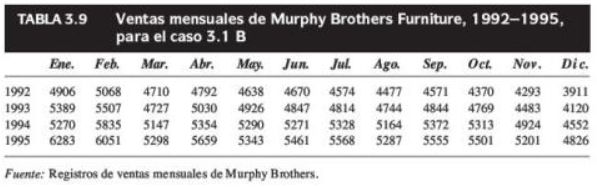 TABLA 3.9 Ventas mensuales de Murphy Brothers Furniture, 1992–1995,
para el caso 3.1 B
Ene. Feb. Mar. Abr. May. Jun. Jul. Ago. Sep. Oct. Nov. Dic.
1992 4906 5068 4710 4792 4638 4670 4574 4477 4571 4370 4293 3911
1993 5389 5507 4727 5030 4926 4847 4814 4744 4844 4769 4483 4120
1994 5270 5835 5147 5354 5290 5271 5328 5164 5372 5313 4924 4552
1995 6283 6051 5298 5659 5343 5461 5568 5287 5555 5501 5201 4826
Fuente: Registros de ventas mensuales de Murphy Brothers.